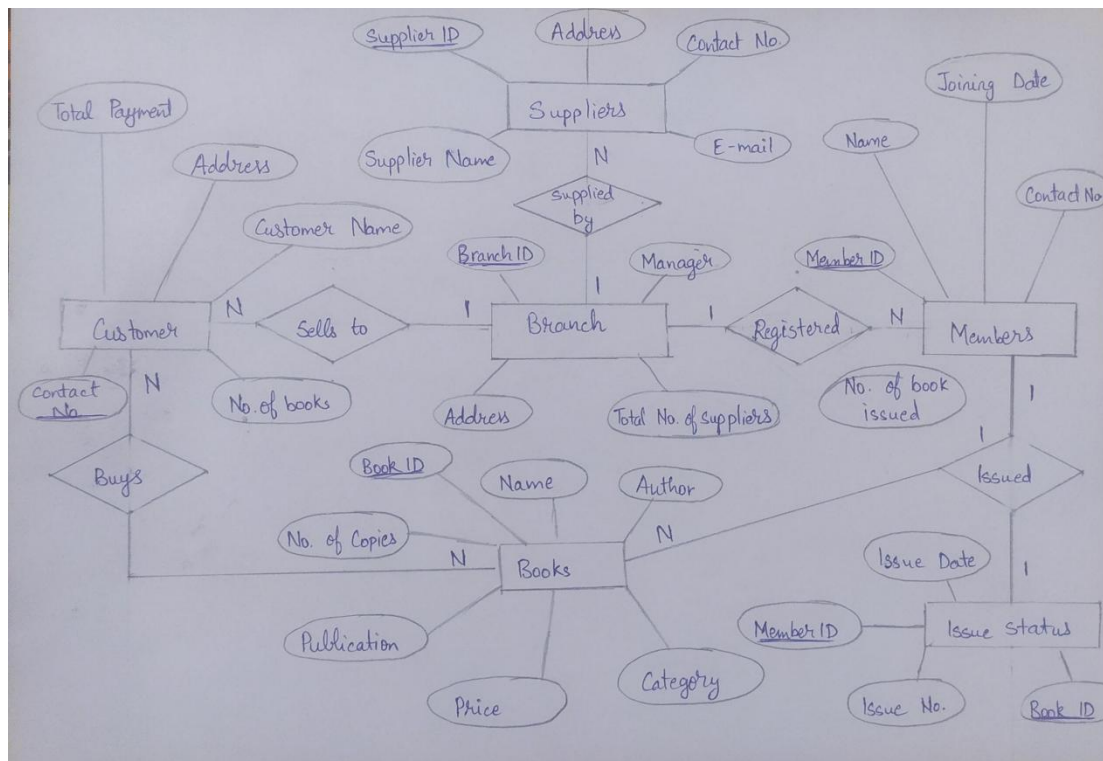 Supplier ID
Address
Contact No.
Suppliers
Supplier Name
E-mail
N
Supplied
by
1
Total Payment
Address
Customer Name
Customer
Contact
No
No. of books
N
Sells to
1
Branch ID
Manager
Branch
Address
Total No. of suppliers
1
Registered
N
Joining Date
Name
Contact No
Member ID
Members
No. of book
issued
N
Buys
N
Book ID
Name
Author
No. of Copies
Books
Publication
Price
Category
N
1
1
Issued
1
Issue Date
Member ID
Issue Status
Issue No.
Book ID